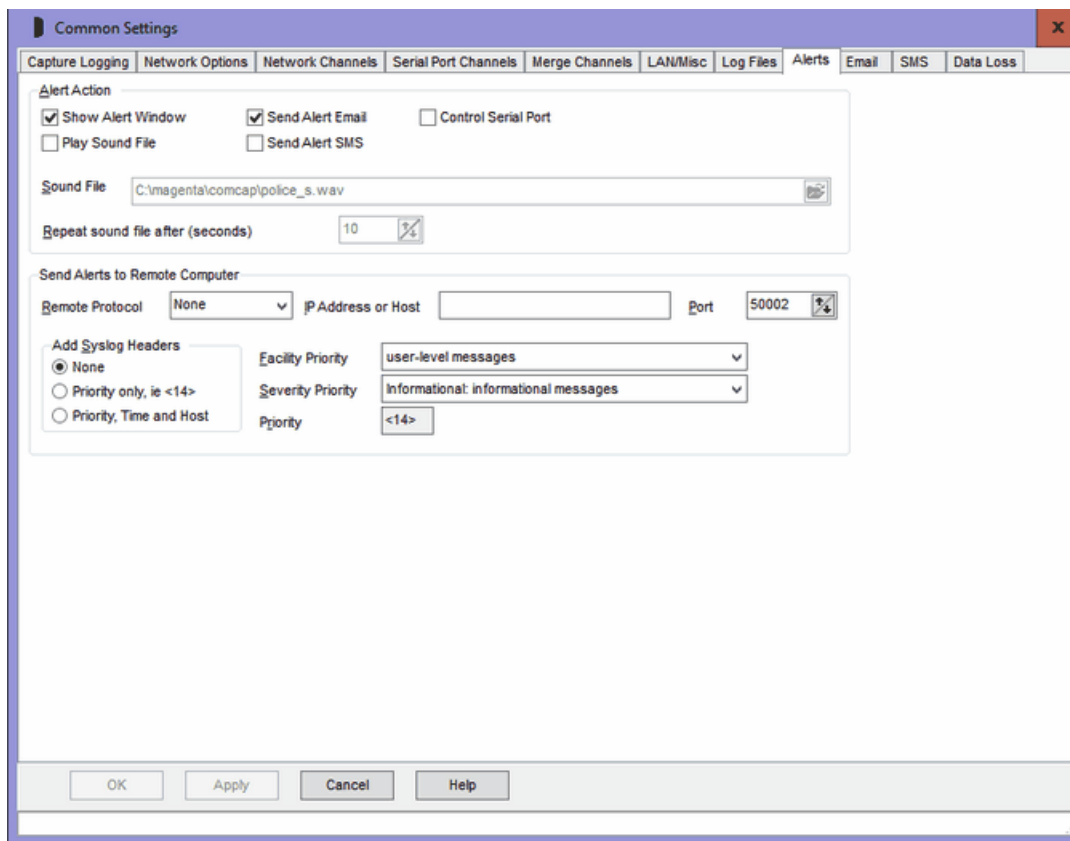 Common Settings
x
Capture Logging Network Options Network Channels Serial Port Channels Merge Channels LAN/Misc Log Files Alerts Email SMS Data Loss
Alert Action
Show Alert Window Send Alert Email Control Serial Port
Play Sound File Send Alert SMS
Sound File C:\magenta\comcap\police_s.wav
Repeat sound file after (seconds) 10
Send Alerts to Remote Computer
Remote Protocol None IP Address or Host Port 50002
Add Syslog Headers
None
Priority only, ie <14>
Priority, Time and Host
Facility Priority user-level messages
Severity Priority Informational: informational messages
Priority <14>
OK Apply Cancel Help